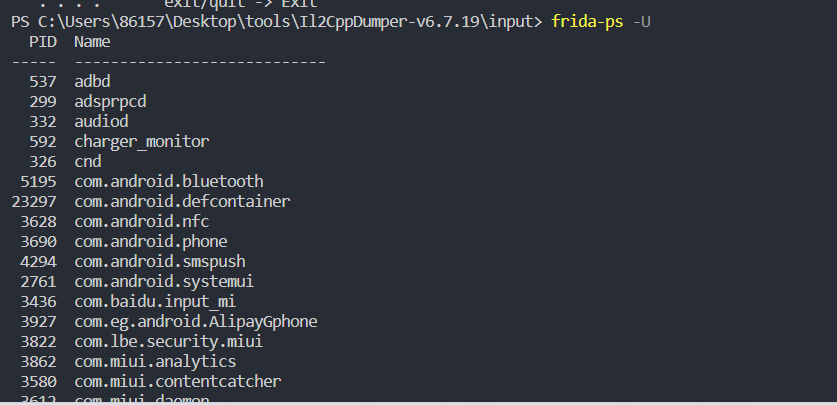 . . . .       exit/quit -> Exit
PS C:\Users\86157\Desktop\tools\Il2CppDumper-v6.7.19\input> frida-ps -U
  PID  Name
-----  ----------------------------
  537  adbd
  299  adsprpcd
  332  audiod
  592  charger_monitor
  326  cnd
 5195  com.android.bluetooth
23297  com.android.defcontainer
 3628  com.android.nfc
 3690  com.android.phone
 4294  com.android.smspush
 2761  com.android.systemui
 3436  com.baidu.input_mi
 3927  com.eg.android.AlipayGphone
 3822  com.lbe.security.miui
 3862  com.miui.analytics
 3580  com.miui.contentcatcher
 3612  com.miui.daemon